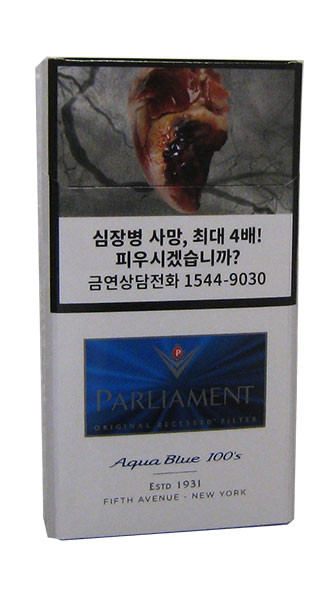 심장병 사망, 최대 4배!
피우시겠습니까?
금연상담전화 1544-9030
P
PARLIAMENT
ORIGINAL RECESSED FILTER
Aqua Blue 100's
ESTD 1931
FIFTH AVENUE - NEW YORK